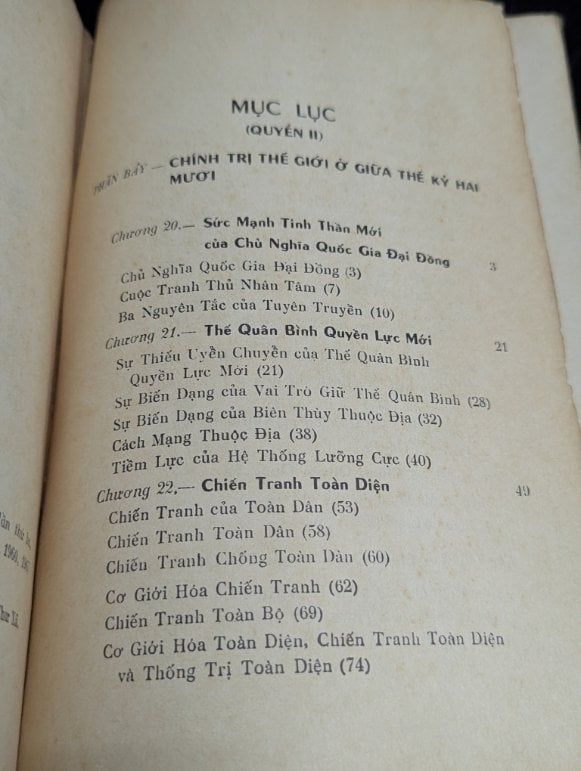 MỤC LỤC
(QUYỂN II)
PHẦN BẢY — CHÍNH TRỊ THẾ GIỚI Ở GIỮA THẾ KỶ HAI
MƯƠI
Chương 20.— Sức Mạnh Tinh Thần Mới
của Chủ Nghĩa Quốc Gia Đại Đồng 3
Chủ Nghĩa Quốc Gia Đại Đồng (3)
Cuộc Tranh Thủ Nhân Tâm (7)
Ba Nguyên Tắc của Tuyên Truyền (10)
Chương 21.— Thế Quân Bình Quyền Lực Mới 21
Sự Thiếu Uyển Chuyển của Thế Quân Bình
Quyền Lực Mới (21)
Sự Biến Dạng của Vai Trò Giữ Thế Quân Bình (28)
Sự Biến Dạng của Biên Thùy Thuộc Địa (32)
Cách Mạng Thuộc Địa (38)
Tiềm Lực của Hệ Thống Lưỡng Cực (40)
Chương 22.— Chiến Tranh Toàn Diện 49
Chiến Tranh của Toàn Dân (53)
Chiến Tranh Toàn Dân (58)
Chiến Tranh Chống Toàn Dân (60)
Cơ Giới Hóa Chiến Tranh (62)
Chiến Tranh Toàn Bộ (69)
Cơ Giới Hóa Toàn Diện, Chiến Tranh Toàn Diện
và Thống Trị Toàn Diện (74)